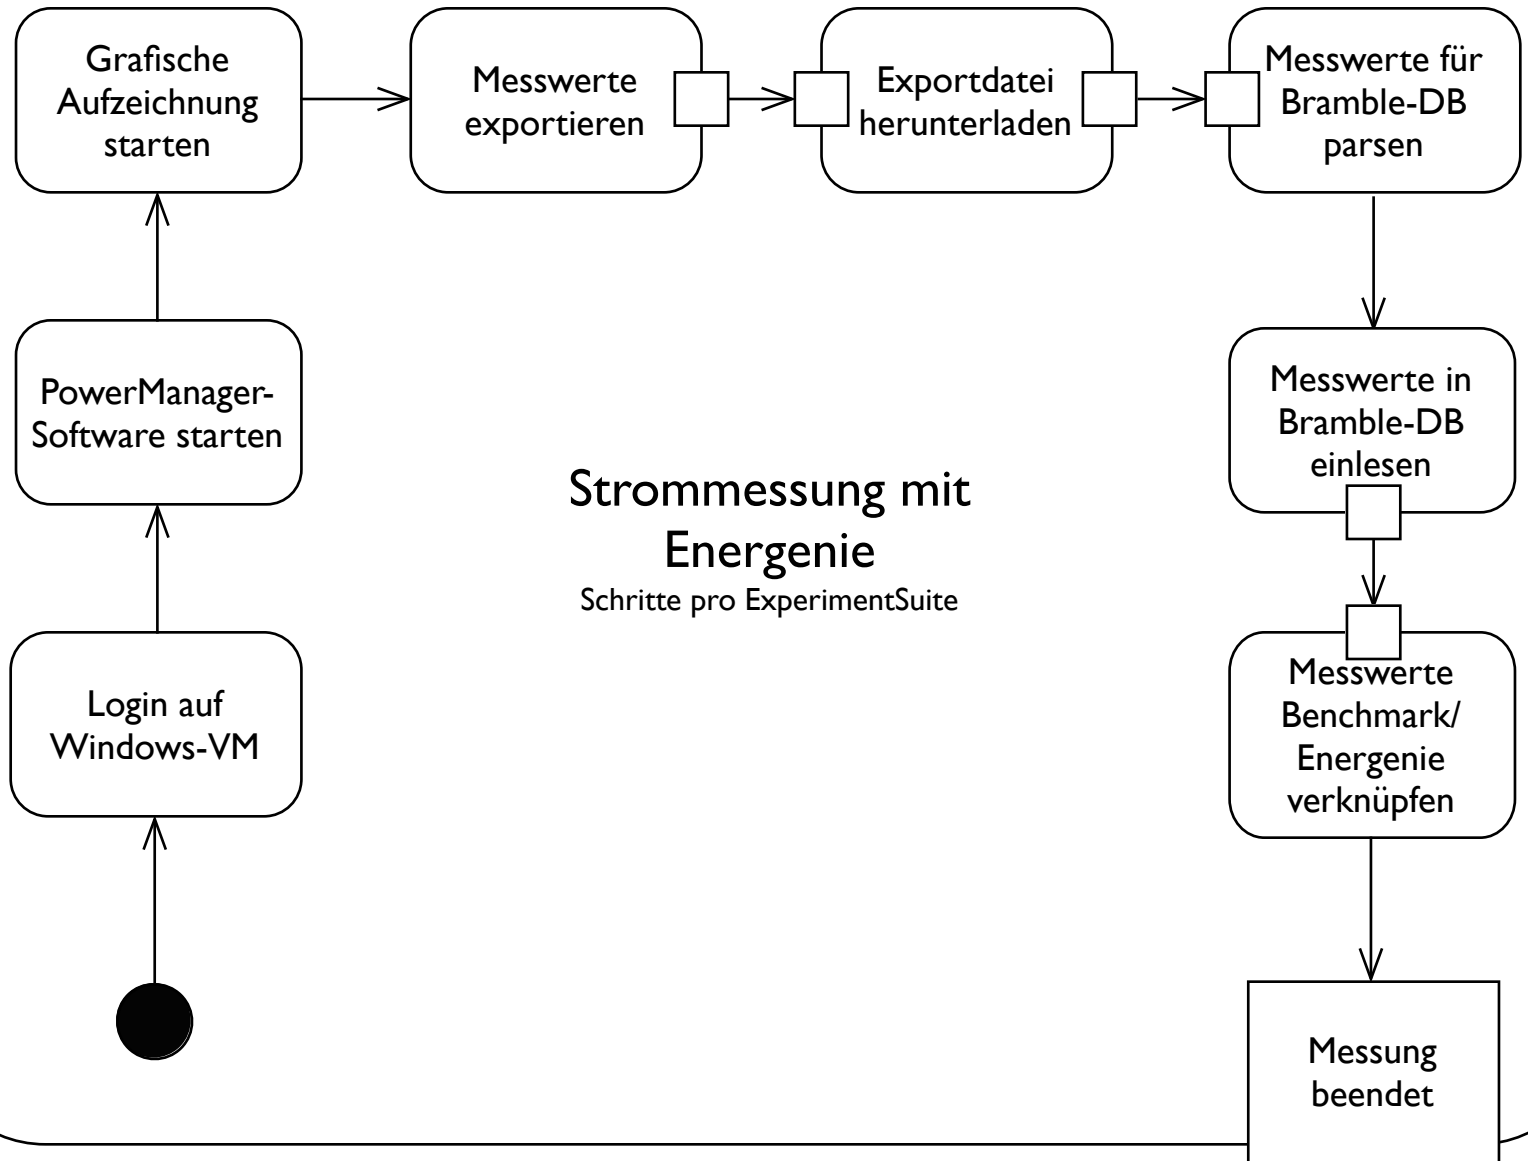 Grafische
Aufzeichnung
starten
Messwerte
exportieren
Exportdatei
herunterladen
Messwerte für
Bramble-DB
parsen
PowerManager-
Software starten
Messwerte in
Bramble-DB
einlesen
Strommessung mit
Energenie
Schritte pro ExperimentSuite
Login auf
Windows-VM
Messwerte
Benchmark/
Energenie
verknüpfen
Messung
beendet